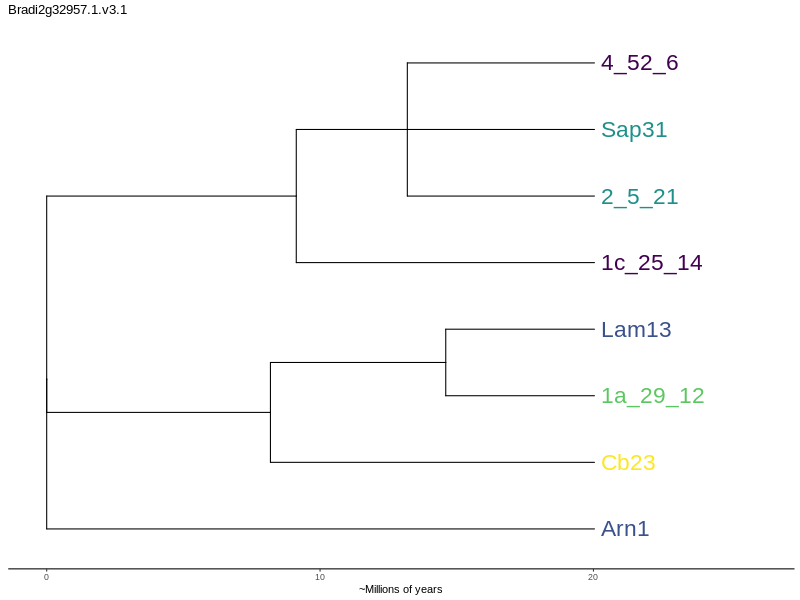 Bradi2g32957.1.v3.1
4_52_6
Sap31
2_5_21
1c_25_14
Lam13
1a_29_12
Cb23
Arn1
0 10 20
~Millions of years